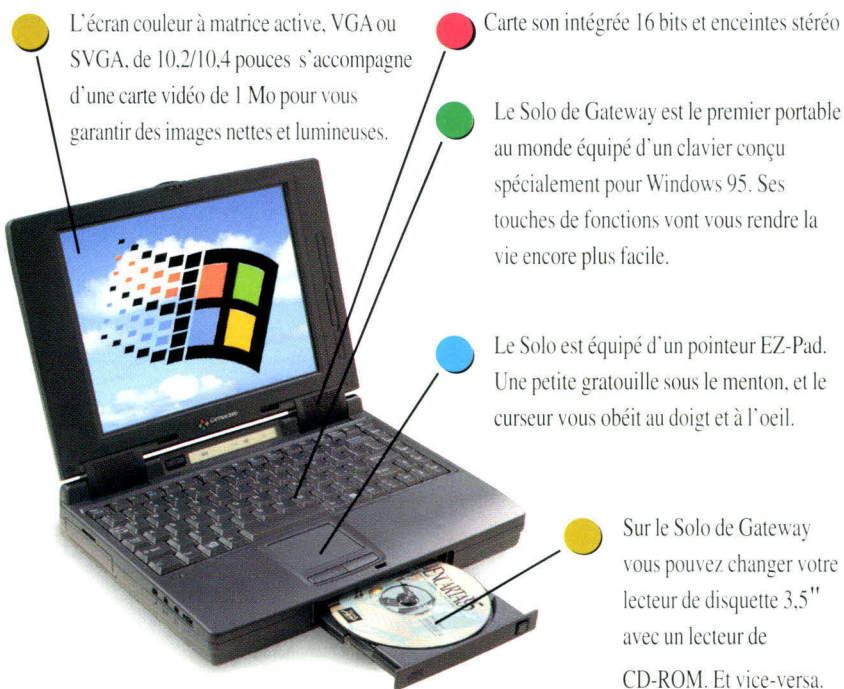 L'écran couleur à matrice active, VGA ou
SVGA, de 10,2/10,4 pouces s'accompagne
d'une carte vidéo de 1 Mo pour vous
garantir des images nettes et lumineuses.
Carte son intégrée 16 bits et enceintes stéréo
Le Solo de Gateway est le premier portable
au monde équipé d'un clavier conçu
spécialement pour Windows 95. Ses
touches de fonctions vont vous rendre la
vie encore plus facile.
Le Solo est équipé d'un pointeur EZ-Pad.
Une petite gratouille sous le menton, et le
curseur vous obéit au doigt et à l'oeil.
Sur le Solo de Gateway
vous pouvez changer votre
lecteur de disquette 3,5"
avec un lecteur de
CD-ROM. Et vice-versa.
GATEWAY2000
ENCARTA95